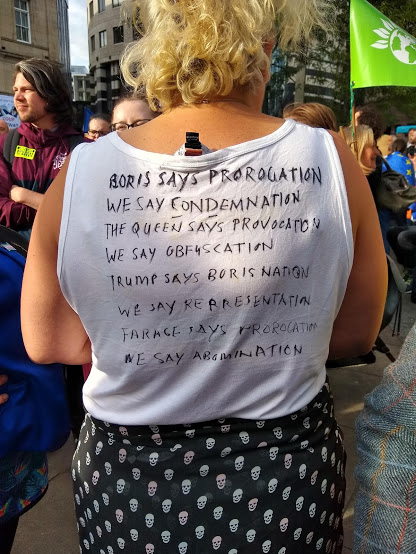 BORIS SAYS PROROGATION
WE SAY CONDEMNATION
THE QUEEN SAYS PROVOCATION
WE SAY OBFUSCATION
TRUMP SAYS BORIS NATION
WE SAY REPRESENTATION
FARAGE SAYS PROROGATION
WE SAY ABOMINATION